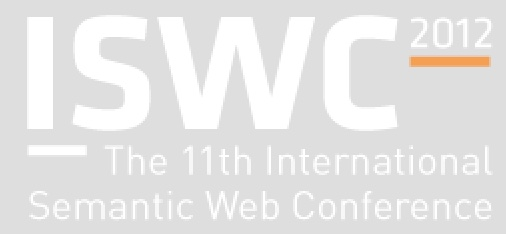 ISWC 2012
The 11th International
Semantic Web Conference